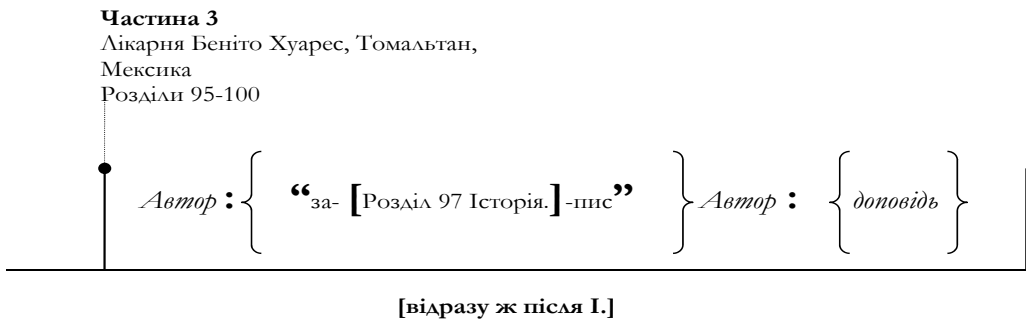 Частина 3
Лікарня Беніто Хуарес, Томальтан,
Мексика
Розділи 95-100
Автор : { “за- [Розділ 97 Історія.] -пис” } Автор : { доповідь }
[відразу ж після І.]